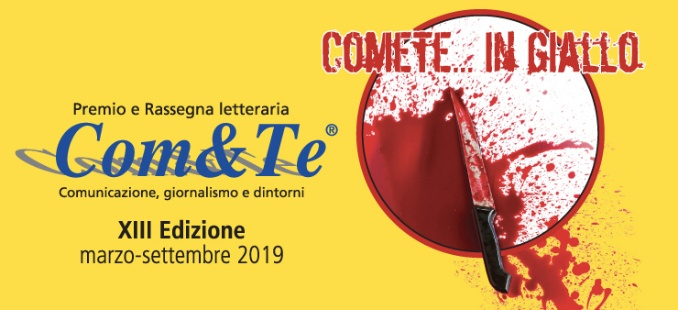 Premio e Rassegna letteraria
Com&Te®
Comunicazione, giornalismo e dintorni
XIII Edizione
marzo-settembre 2019
COMETE... IN GIALLO